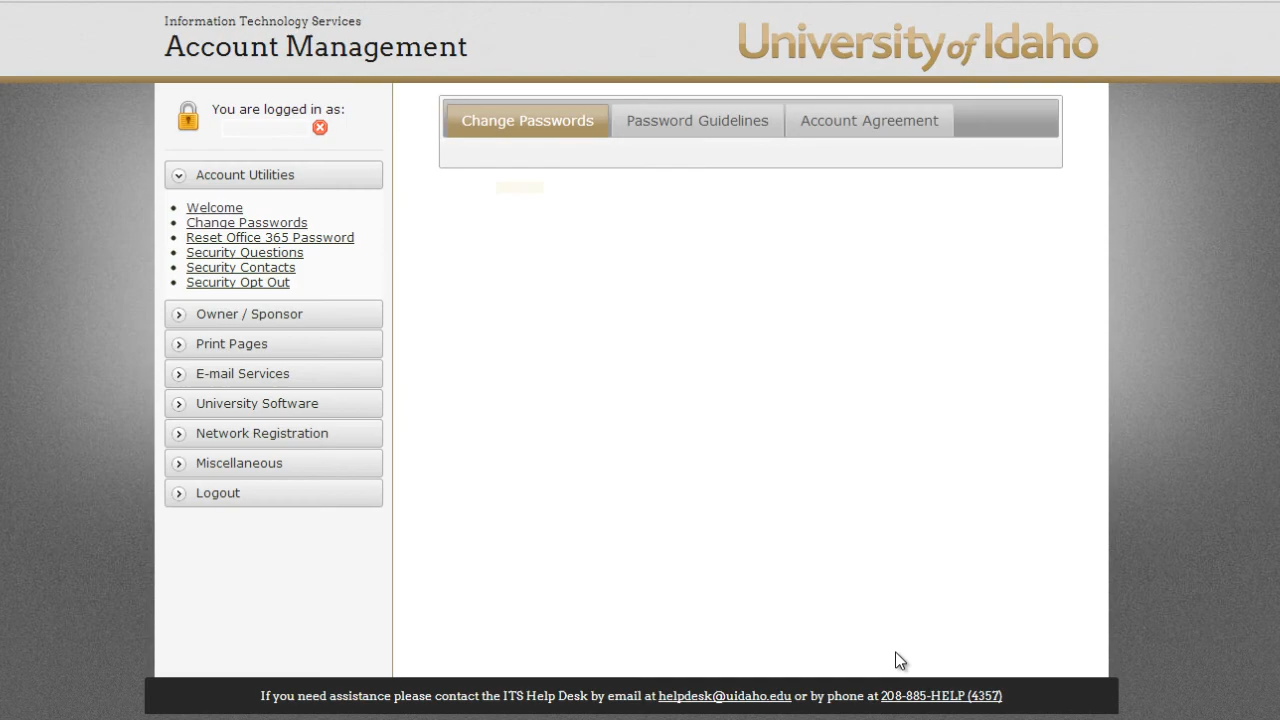 Information Technology Services
Account Management
University of Idaho
You are logged in as:
Change Passwords
Password Guidelines
Account Agreement
Account Utilities
Welcome
Change Passwords
Reset Office 365 Password
Security Questions
Security Contacts
Security Opt Out
Owner / Sponsor
Print Pages
E-mail Services
University Software
Network Registration
Miscellaneous
Logout
If you need assistance please contact the ITS Help Desk by email at helpdesk@uidaho.edu or by phone at 208-885-HELP (4357)